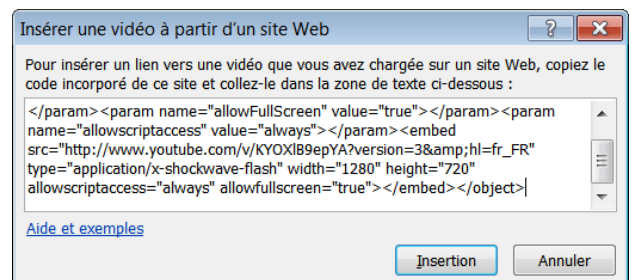 Insérer une vidéo à partir d'un site Web
Pour insérer un lien vers une vidéo que vous avez chargée sur un site Web, copiez le
code incorporé de ce site et collez-le dans la zone de texte ci-dessous :
</param><param name="allowFullScreen" value="true"></param><param
name="allowscriptaccess" value="always"></param><embed
src="http://www.youtube.com/v/KYOXlB9epYA?version=3&amp;hl=fr_FR"
type="application/x-shockwave-flash" width="1280" height="720"
allowscriptaccess="always" allowfullscreen="true"></embed></object>
Aide et exemples
Insertion
Annuler